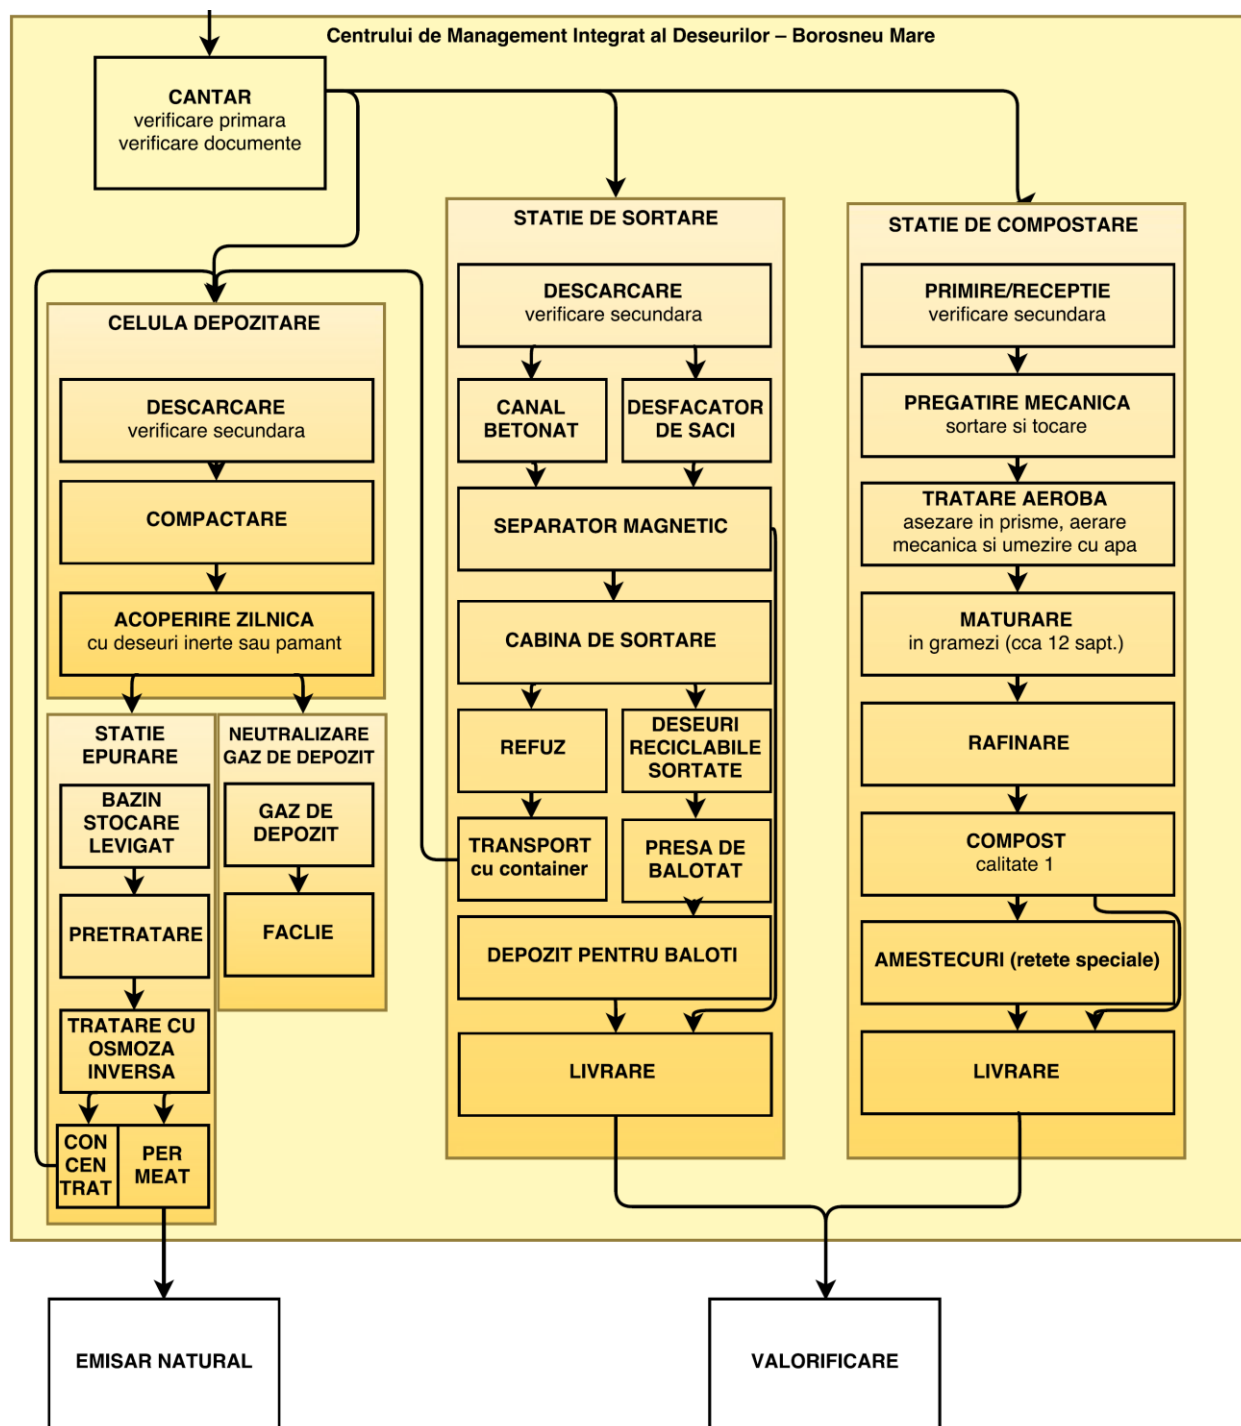 Centrului de Management Integrat al Deseurilor – Borosneu Mare
CANTAR
verificare primara
verificare documente
CELULA DEPOZITARE
DESCARCARE
verificare secundara
COMPACTARE
ACOPERIRE ZILNICA
cu deseuri inerte sau pamant
STATIE
EPURARE
BAZIN
STOCARE
LEVIGAT
PRETRATARE
TRATARE CU
OSMOZA
INVERSA
CON
CEN
TRAT
PER
MEAT
NEUTRALIZARE
GAZ DE DEPOZIT
GAZ DE
DEPOZIT
FACLIE
STATIE DE SORTARE
DESCARCARE
verificare secundara
CANAL
BETONAT
DESFACATOR
DE SACI
SEPARATOR MAGNETIC
CABINA DE SORTARE
REFUZ
DESEURI
RECICLABILE
SORTATE
TRANSPORT
cu container
PRESA DE
BALOTAT
DEPOZIT PENTRU BALOTI
LIVRARE
STATIE DE COMPOSTARE
PRIMIRE/RECEPTIE
verificare secundara
PREGATIRE MECANICA
sortare si tocare
TRATARE AEROBA
asezare in prisme, aerare
mecanica si umezire cu apa
MATURARE
in gramezi (cca 12 sapt.)
RAFINARE
COMPOST
calitate 1
AMESTECURI (retete speciale)
LIVRARE
EMISAR NATURAL
VALORIFICARE